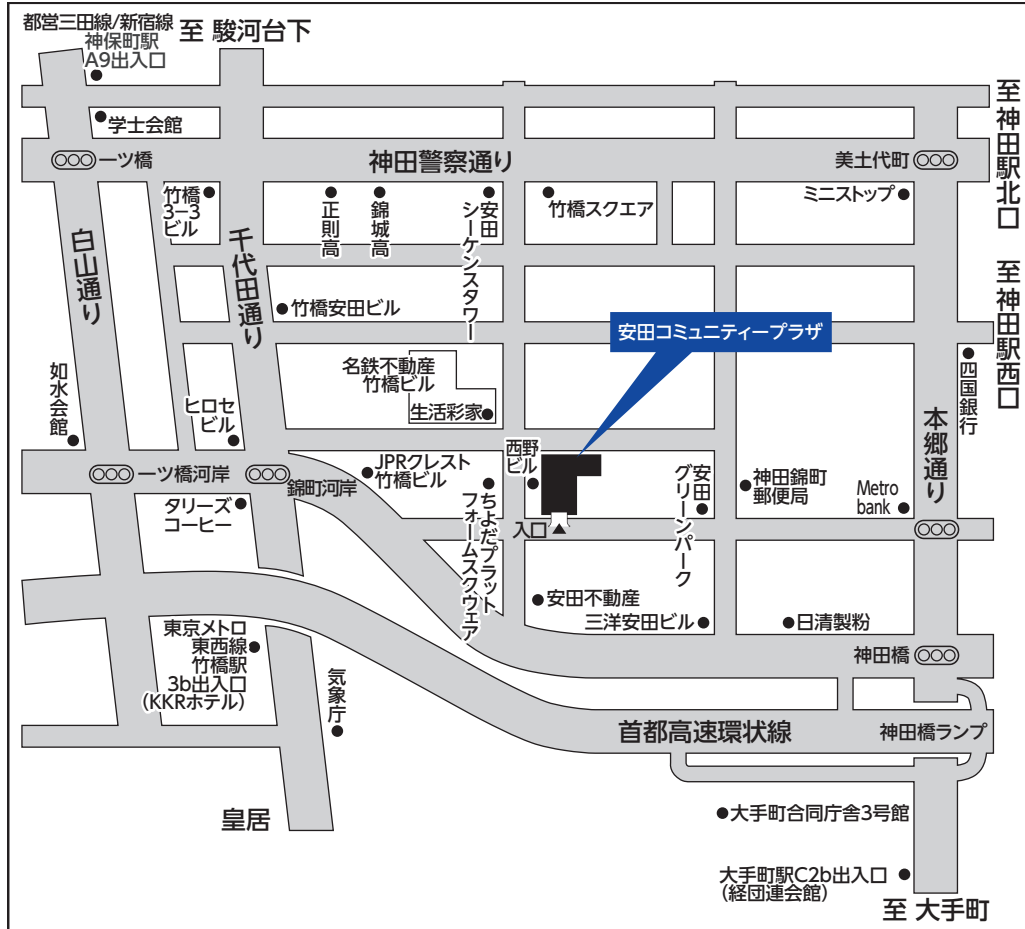 都営三田線/新宿線
神保町駅
A9出入口
至 駿河台下
学士会館
一ツ橋
神田警察通り
美土代町
至 神田駅北口
竹橋
3-3
ビル
正則高
錦城高
安田
シーケンスタワー
竹橋スクエア
ミニストップ
白山通り
千代田通り
竹橋安田ビル
安田コミュニティープラザ
至 神田駅西口
名鉄不動産
竹橋ビル
生活彩家
四国銀行
如水会館
ヒロセ
ビル
本郷通り
一ツ橋河岸
錦町河岸
JPRクレスト
竹橋ビル
西野
ビル
安田
グリーンパーク
神田錦町
郵便局
Metro
bank
タリーズ
コーヒー
ちよだプラット
フォームスクウェア
入口
安田不動産
三洋安田ビル
日清製粉
神田橋
東京メトロ
東西線
竹橋駅
3b出入口
(KKRホテル)
気象庁
首都高速環状線
神田橋ランプ
皇居
大手町合同庁舎3号館
大手町駅C2b出入口
(経団連会館)
至 大手町